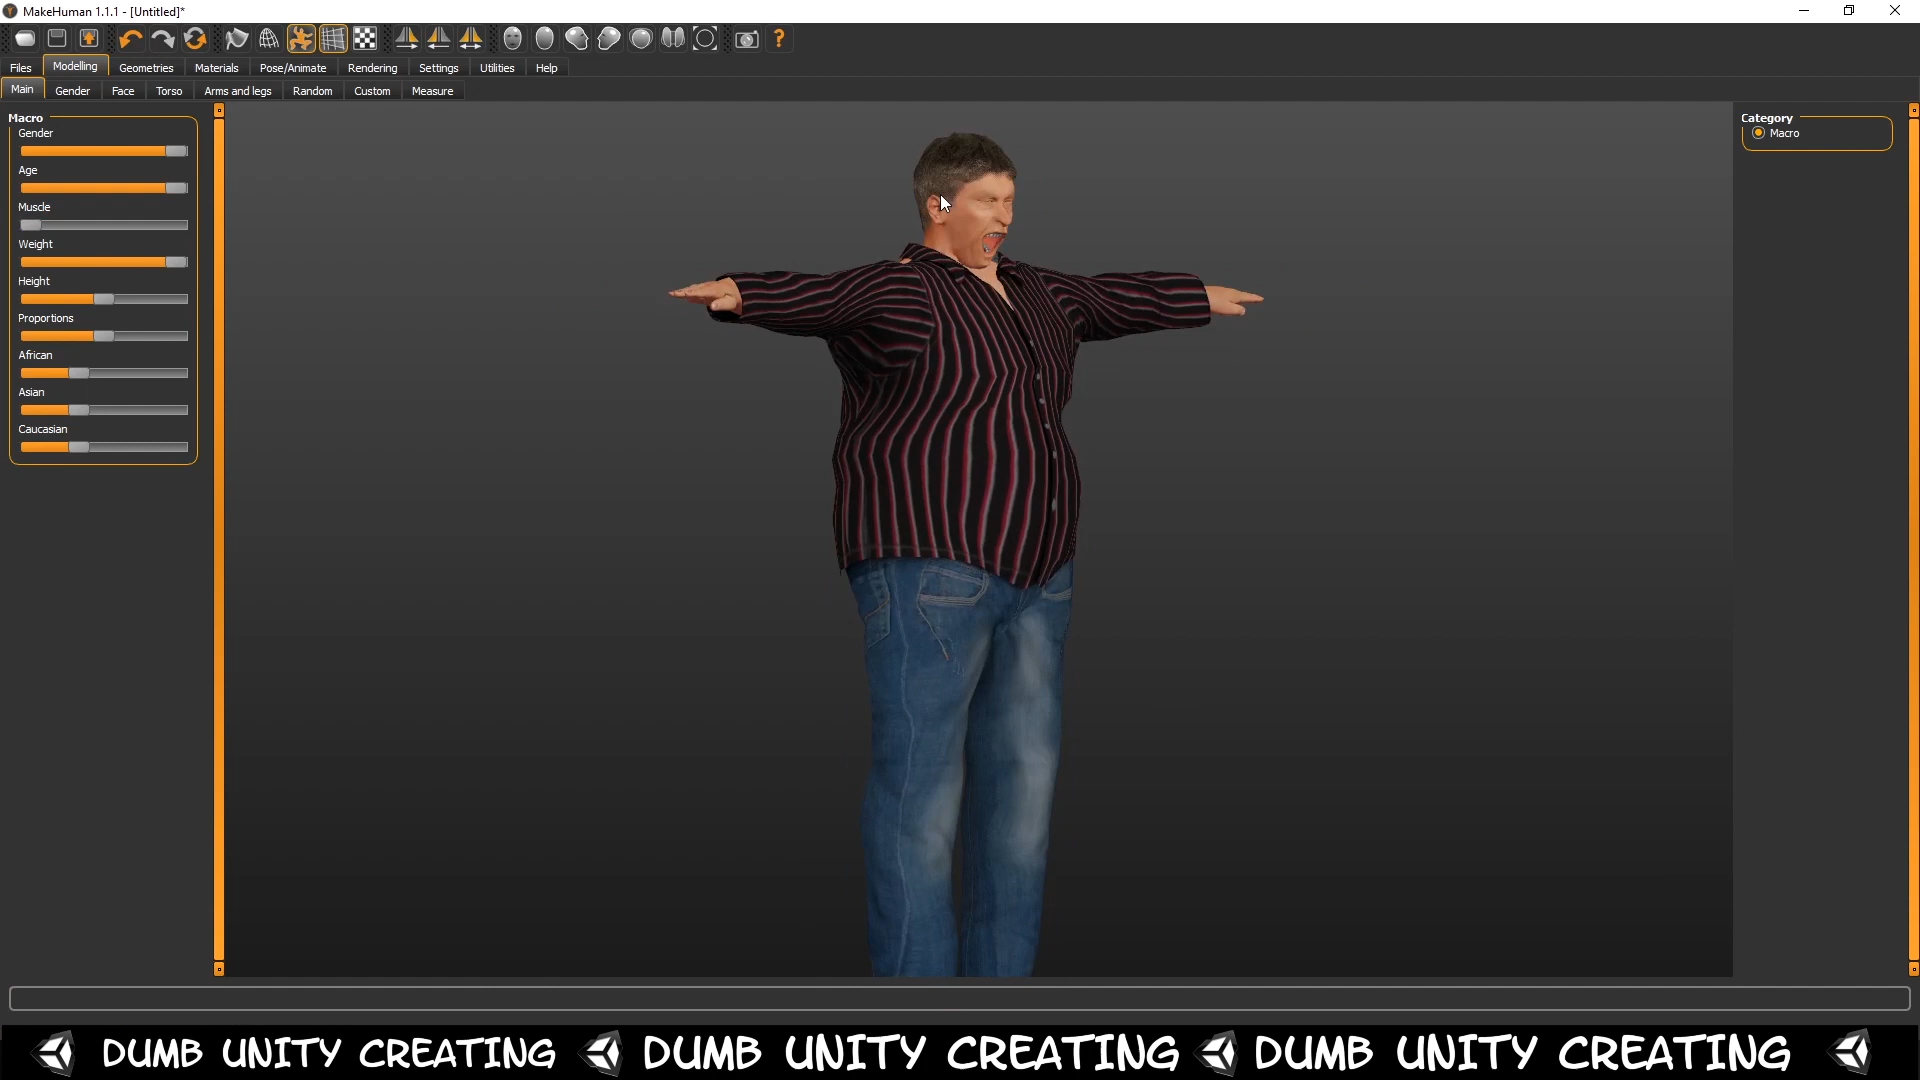 MakeHuman 1.1.1 - [Untitled]*
?
Files Modelling Geometries Materials Pose/Animate Rendering Settings Utilities Help
Main Gender Face Torso Arms and legs Random Custom Measure
Macro
Gender
Age
Muscle
Weight
Height
Proportions
African
Asian
Caucasian
Category
Macro
DUMB UNITY CREATING DUMB UNITY CREATING DUMB UNITY CREATING